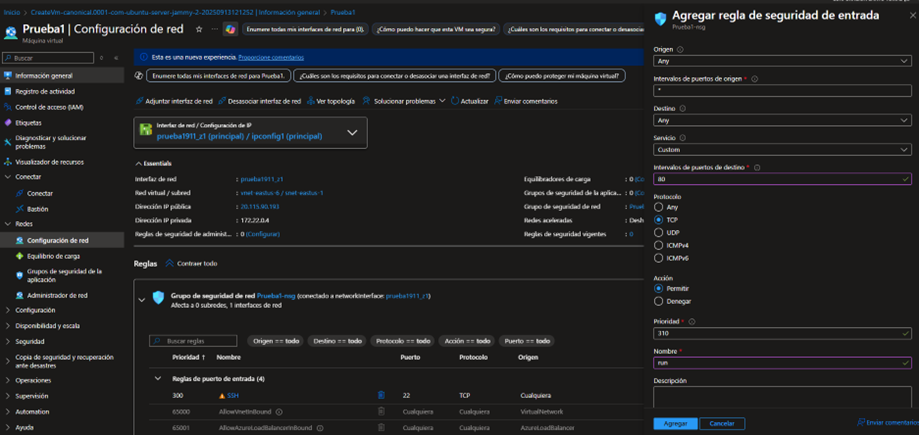 Inicio > CreateVm-canonical.0001-com-ubuntu-server-jammy-2-20250913121252 | Información general > Prueba1
Prueba1 | Configuración de red
Máquina virtual
Enumere todas mis interfaces de red para {0}.
¿Cómo puedo hacer que esta VM sea segura?
¿Cuáles son los requisitos para conectar o desasociar
Buscar
Información general
Registro de actividad
Control de acceso (IAM)
Etiquetas
Diagnosticar y solucionar problemas
Visualizador de recursos
Conectar
Conectar
Bastión
Redes
Configuración de red
Equilibrio de carga
Grupos de seguridad de la aplicación
Administrador de red
Configuración
Disponibilidad y escala
Seguridad
Copia de seguridad y recuperación ante desastres
Operaciones
Supervisión
Automation
Ayuda
Esta es una nueva experiencia. Proporcione comentarios
Enumere todas mis interfaces de red para Prueba1.
¿Cuáles son los requisitos para conectar o desasociar una interfaz de red?
¿Cómo puedo proteger mi máquina virtual?
Adjuntar interfaz de red
Desasociar interfaz de red
Ver topología
Solucionar problemas
Actualizar
Enviar comentarios
Interfaz de red / Configuración de IP
prueba1911_z1 (principal) / ipconfig1 (principal)
Essentials
Interfaz de red : prueba1911_z1
Red virtual / subred : vnet-eastus-6 / snet-eastus-1
Dirección IP pública : 20.115.90.193
Dirección IP privada : 172.22.0.4
Reglas de seguridad de administ... : 0 (Configurar)
Equilibradores de carga : 0 (Co
Grupos de seguridad de la aplica... : 0 (Co
Grupo de seguridad de red : Prue
Redes aceleradas : Desh
Reglas de seguridad vigentes : 0
Reglas
Contraer todo
Grupo de seguridad de red Prueba1-nsg (conectado a networkInterface: prueba1911_z1)
Afecta a 0 subredes, 1 interfaces de red
Buscar reglas
Origen == todo
Destino == todo
Protocolo == todo
Acción == todo
Puerto == todo
Prioridad ↑ Nombre Puerto Protocolo Origen
Reglas de puerto de entrada (4)
300 SSH 22 TCP Cualquiera
65000 AllowVnetInBound Cualquiera Cualquiera VirtualNetwork
65001 AllowAzureLoadBalancerInBound Cualquiera Cualquiera AzureLoadBalancer
Agregar regla de seguridad de entrada
Prueba1-nsg
Origen
Any
Intervalos de puertos de origen *
*
Destino
Any
Servicio
Custom
Intervalos de puertos de destino *
80
Protocolo
Any
TCP
UDP
ICMPv4
ICMPv6
Acción
Permitir
Denegar
Prioridad *
310
Nombre *
run
Descripción
Agregar
Cancelar
Enviar comentarios